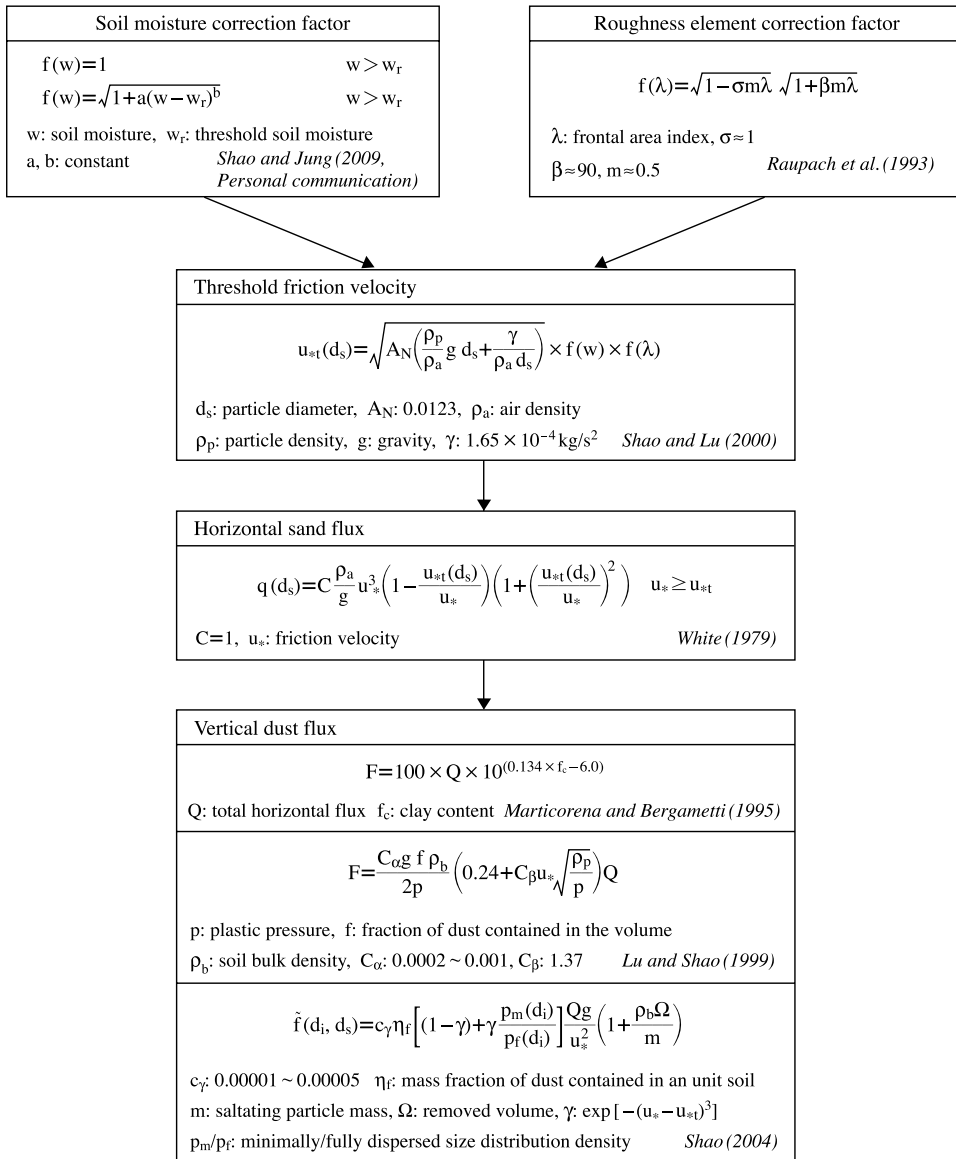 Soil moisture correction factor
f(w)=1 w>wᵣ
f(w)=√(1+a(w−wᵣ)ᵇ) w>wᵣ
w: soil moisture, wᵣ: threshold soil moisture
a, b: constant Shao and Jung (2009,
Personal communication)
Roughness element correction factor
f(λ)=√(1−σmλ) √(1+βmλ)
λ: frontal area index, σ≈1
β≈90, m≈0.5 Raupach et al. (1993)
Threshold friction velocity
u_{*t}(d_s)=√(A_N(ρ_p/ρ_a g d_s+γ/(ρ_a d_s)))×f(w)×f(λ)
d_s: particle diameter, A_N: 0.0123, ρ_a: air density
ρ_p: particle density, g: gravity, γ: 1.65×10⁻⁴ kg/s² Shao and Lu (2000)
Horizontal sand flux
q(d_s)=C ρ_a/g u_*³(1−u_{*t}(d_s)/u_*)(1+(u_{*t}(d_s)/u_*)²) u_*≥u_{*t}
C=1, u_*: friction velocity White (1979)
Vertical dust flux
F=100×Q×10^(0.134×f_c−6.0)
Q: total horizontal flux f_c: clay content Marticorena and Bergametti (1995)
F=C_α g f ρ_b/2p (0.24+C_β u_*√(ρ_p/p))Q
p: plastic pressure, f: fraction of dust contained in the volume
ρ_b: soil bulk density, C_α: 0.0002 ~ 0.001, C_β: 1.37 Lu and Shao (1999)
f̃(d_i, d_s)=c_γ η_f[(1−γ)+γ p_m(d_i)/p_f(d_i)] Qg/u_*² (1+ρ_bΩ/m)
c_γ: 0.00001 ~ 0.00005 η_f: mass fraction of dust contained in an unit soil
m: saltating particle mass, Ω: removed volume, γ: exp[−(u_*−u_{*t})³]
p_m/p_f: minimally/fully dispersed size distribution density Shao (2004)